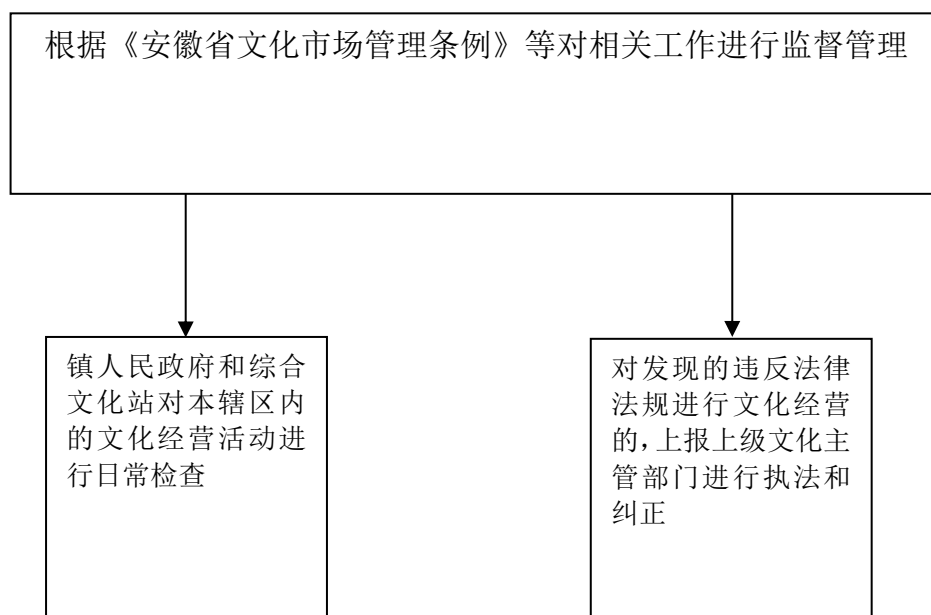 根据《安徽省文化市场管理条例》等对相关工作进行监督管理
镇人民政府和综合
文化站对本辖区内
的文化经营活动进
行日常检查
对发现的违反法律
法规进行文化经营
的，上报上级文化主
管部门进行执法和
纠正